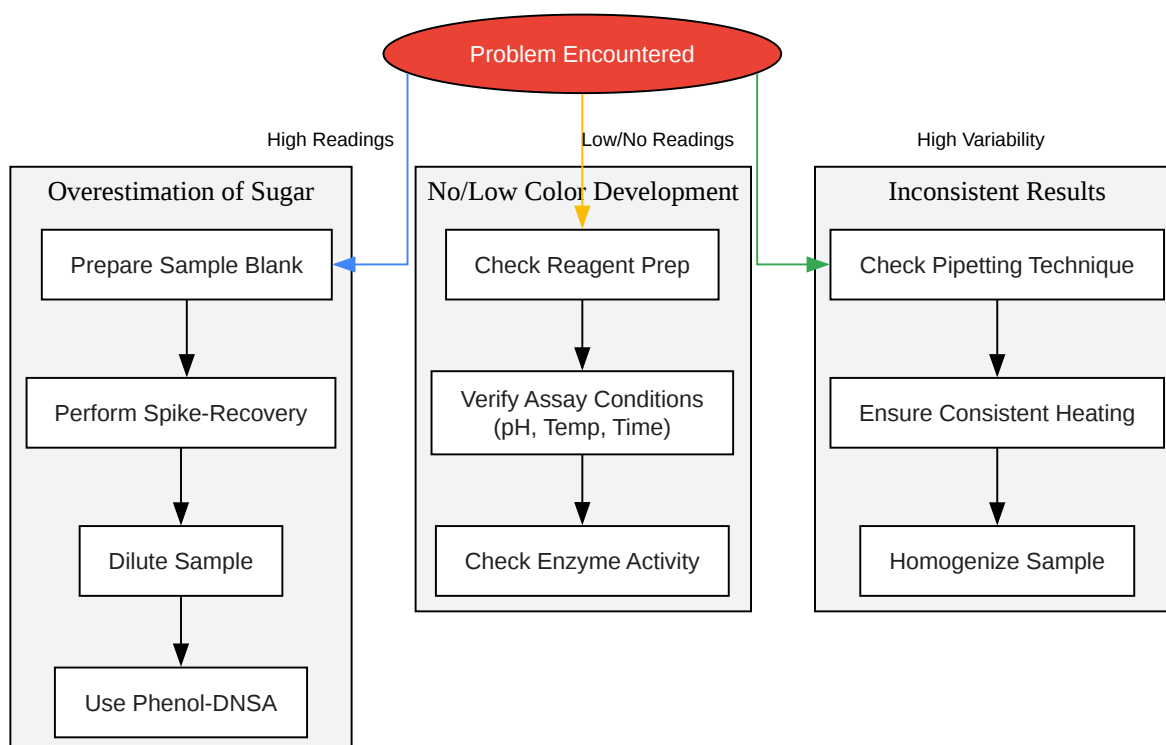 Problem Encountered
High Readings
Low/No Readings
High Variability
Overestimation of Sugar
Prepare Sample Blank
Perform Spike-Recovery
Dilute Sample
Use Phenol-DNSA
No/Low Color Development
Check Reagent Prep
Verify Assay Conditions
(pH, Temp, Time)
Check Enzyme Activity
Inconsistent Results
Check Pipetting Technique
Ensure Consistent Heating
Homogenize Sample